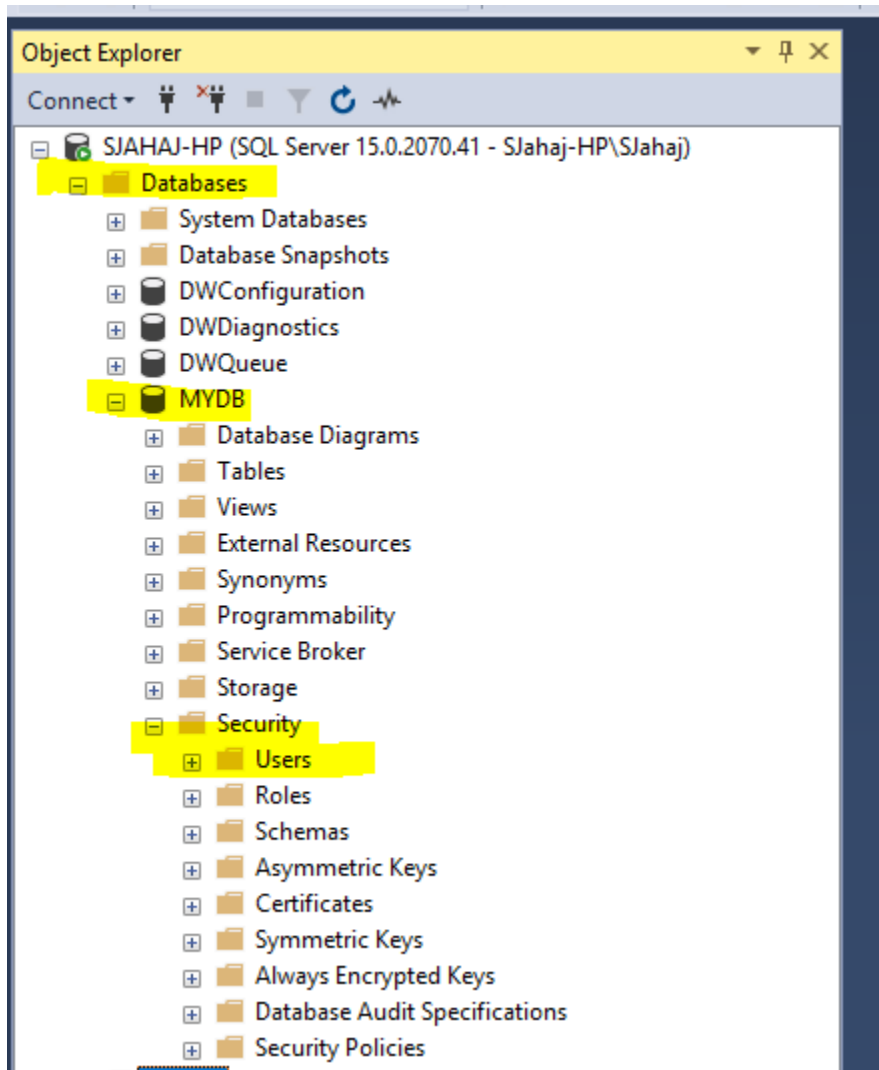 Object Explorer
Connect
SJAHAJ-HP (SQL Server 15.0.2070.41 - SJahaj-HP\SJahaj)
Databases
System Databases
Database Snapshots
DWConfiguration
DWDiagnostics
DWQueue
MYDB
Database Diagrams
Tables
Views
External Resources
Synonyms
Programmability
Service Broker
Storage
Security
Users
Roles
Schemas
Asymmetric Keys
Certificates
Symmetric Keys
Always Encrypted Keys
Database Audit Specifications
Security Policies